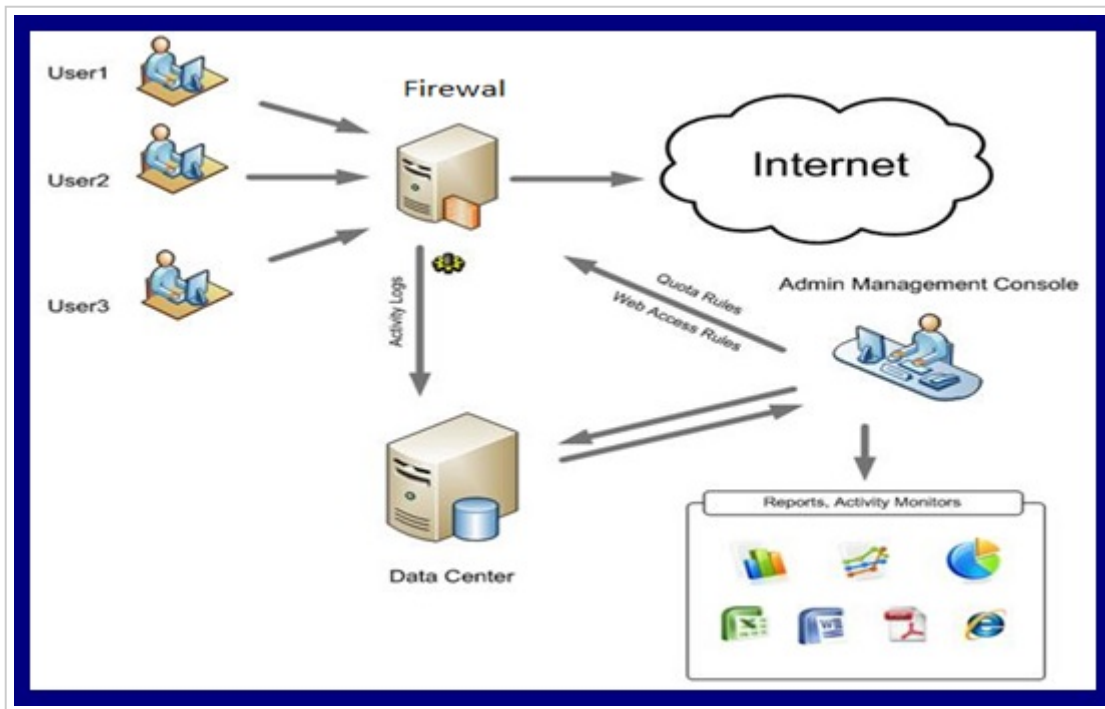 User1
Firewal
Internet
User2
User3
Activity Logs
Quota Rules
Web Access Rules
Admin Management Console
Data Center
Reports, Activity Monitors